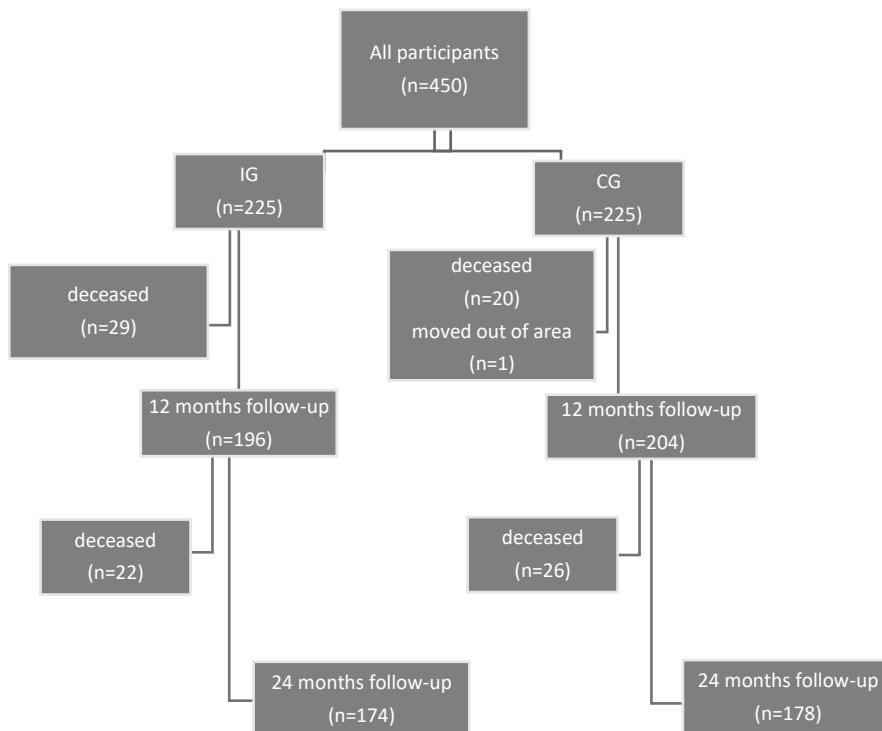 All participants
(n=450)
IG
(n=225)
CG
(n=225)
deceased
(n=29)
deceased
(n=20)
moved out of area
(n=1)
12 months follow-up
(n=196)
12 months follow-up
(n=204)
deceased
(n=22)
deceased
(n=26)
24 months follow-up
(n=174)
24 months follow-up
(n=178)